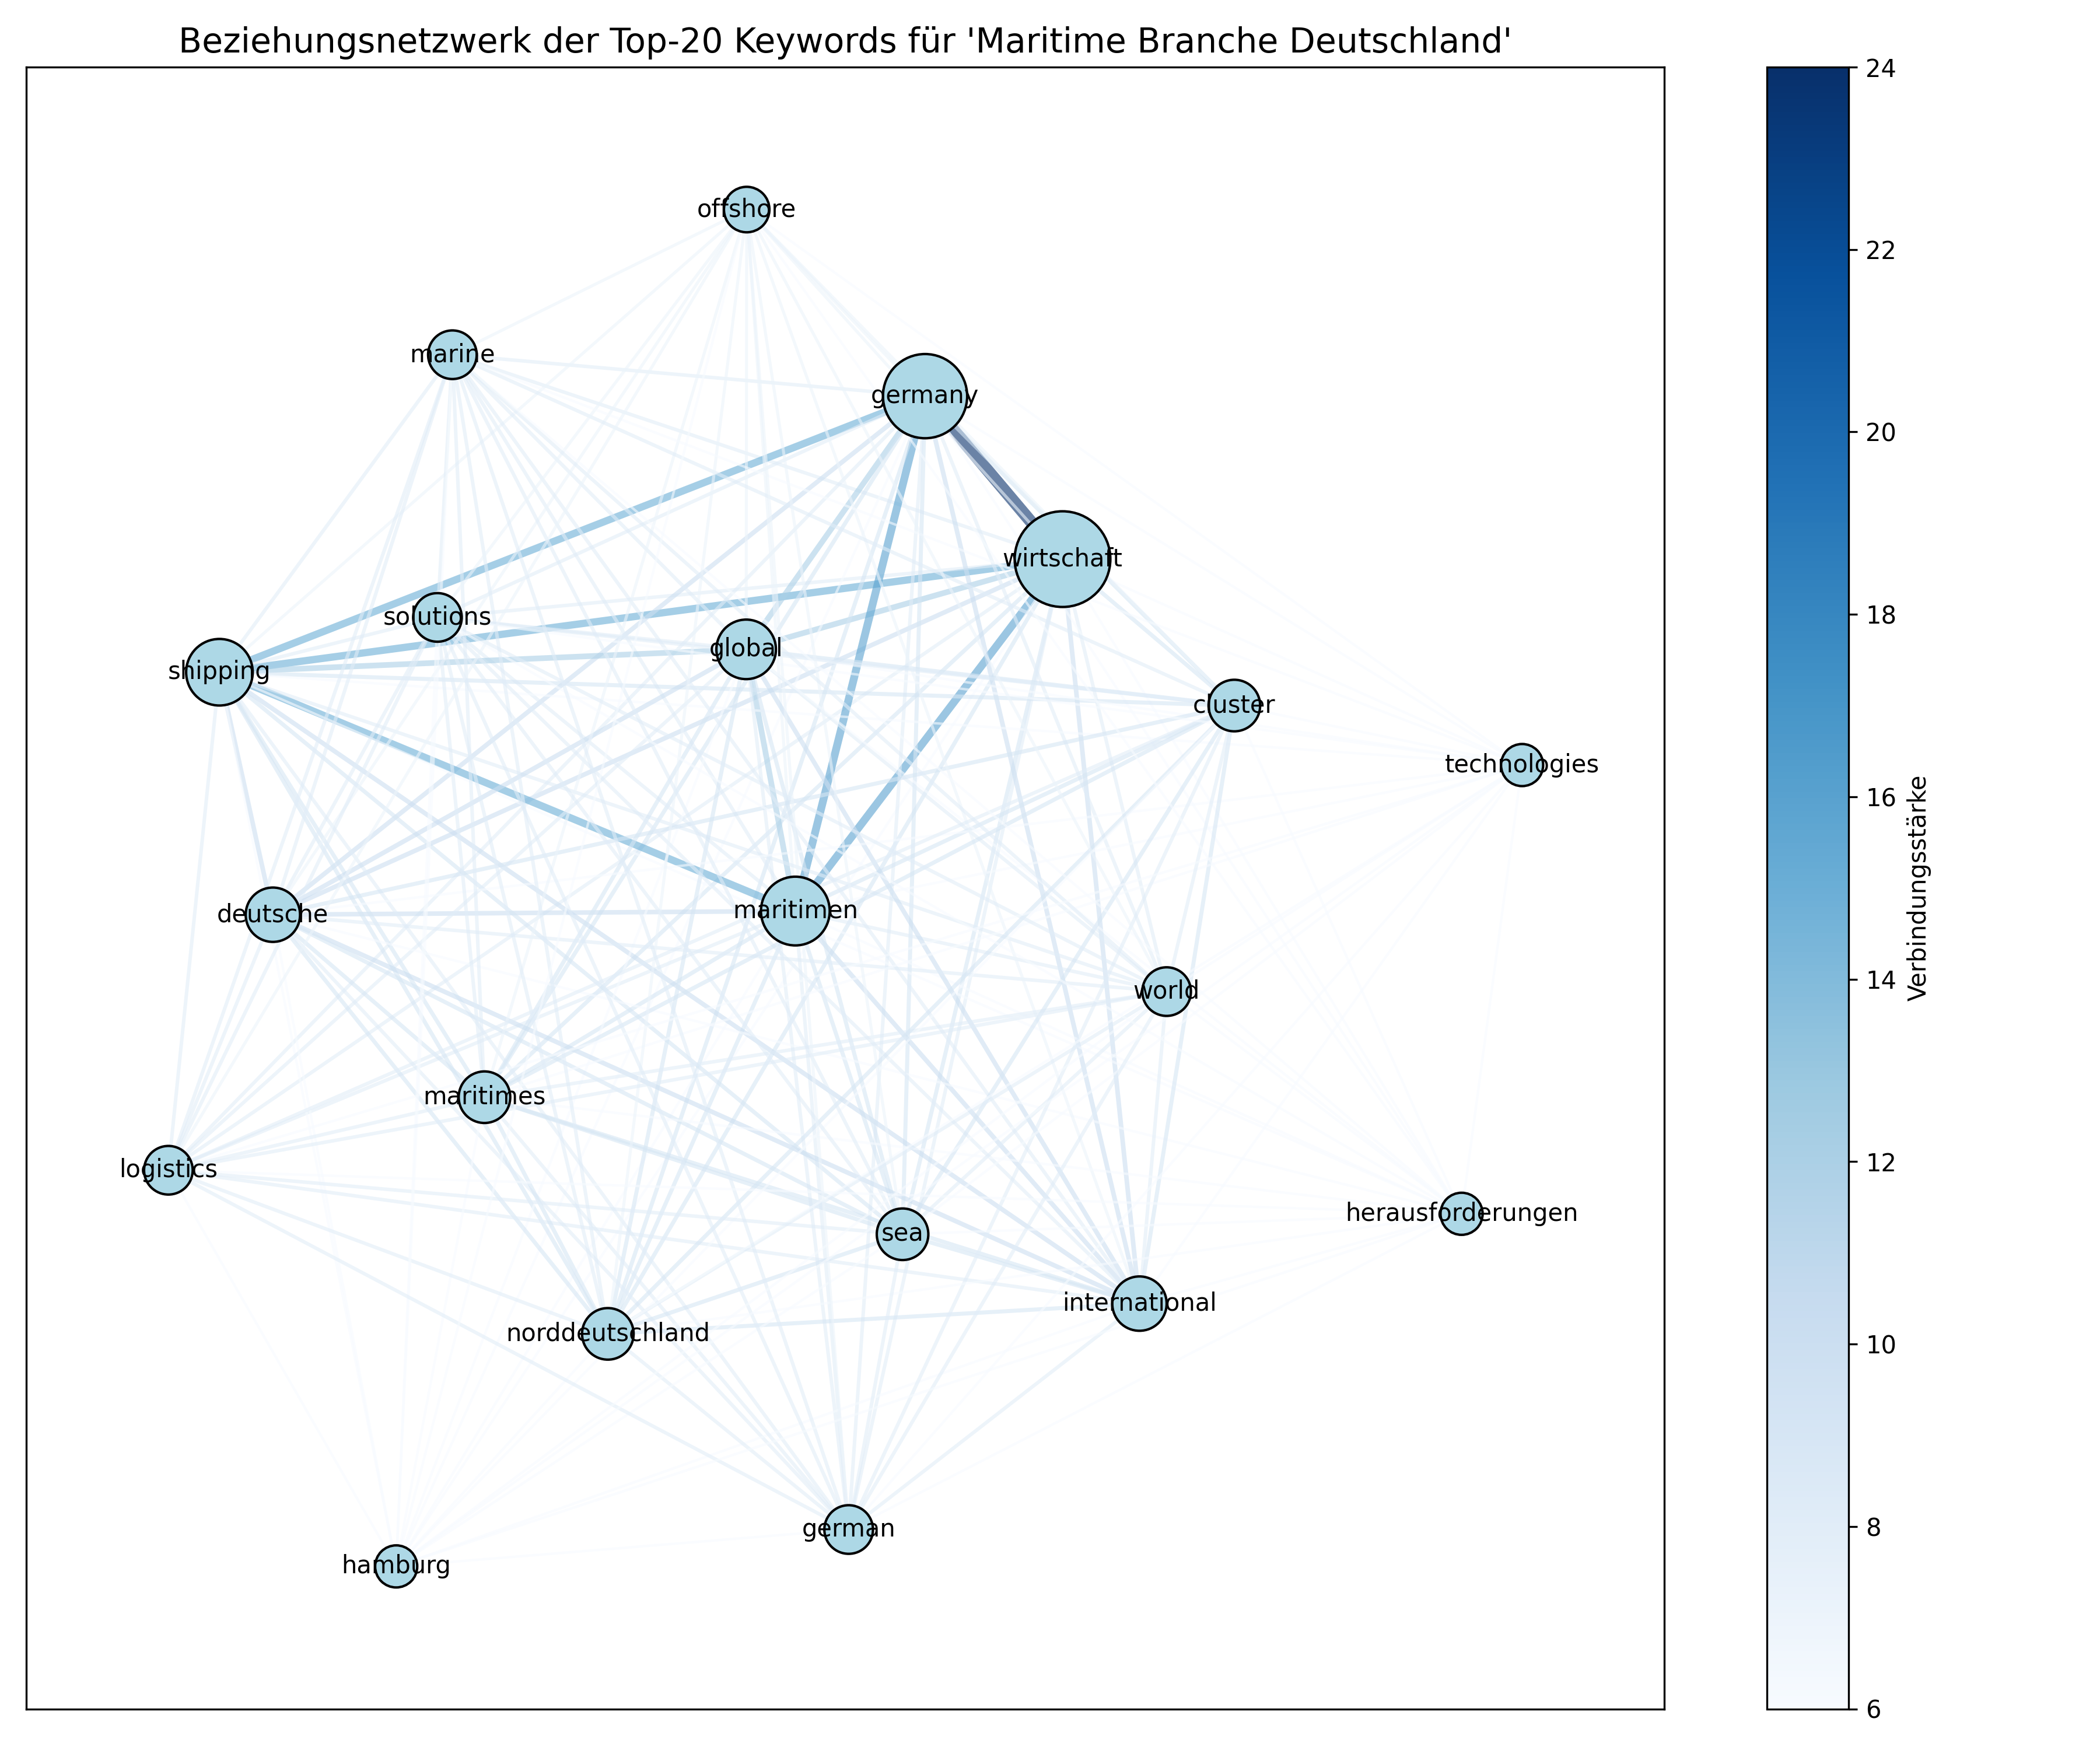 Beziehungsnetzwerk der Top-20 Keywords für 'Maritime Branche Deutschland'
offshore
marine
germany
wirtschaft
solutions
global
shipping
cluster
technologies
deutsche
maritimen
world
maritimes
logistics
herausforderungen
sea
international
norddeutschland
german
hamburg
24
22
20
18
16
14
12
10
8
6
Verbindungsstärke